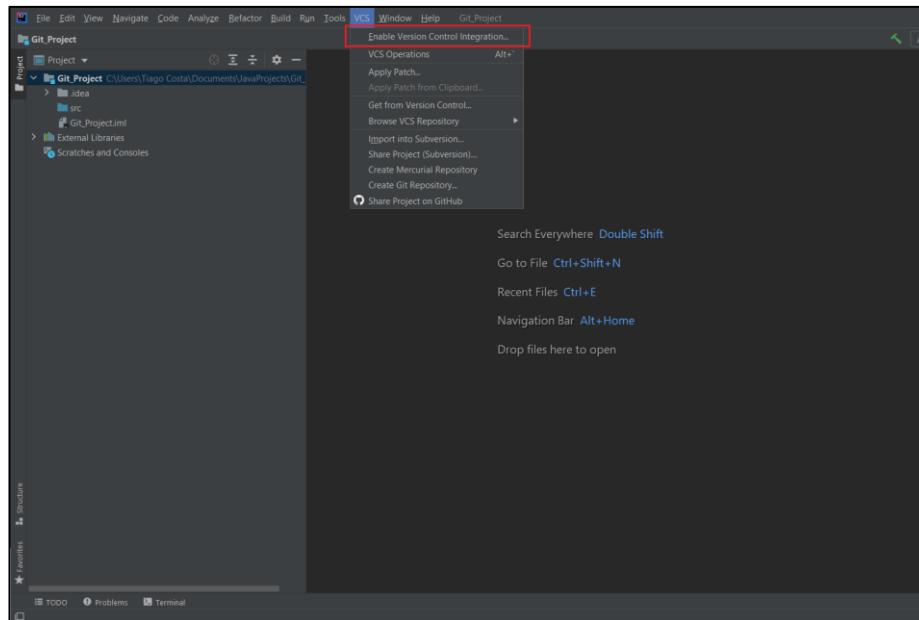 File Edit View Navigate Code Analyze Refactor Build Run Tools VCS Window Help Git_Project
Git_Project
Enable Version Control Integration...
VCS Operations Alt+`
Apply Patch...
Apply Patch from Clipboard...
Get from Version Control...
Browse VCS Repository
Import into Subversion...
Share Project (Subversion)...
Create Mercurial Repository
Create Git Repository...
Share Project on GitHub
Project
Project
Git_Project C:\Users\Tiago Costa\Documents\JavaProjects\Git_
.idea
src
Git_Project.iml
External Libraries
Scratches and Consoles
Search Everywhere Double Shift
Go to File Ctrl+Shift+N
Recent Files Ctrl+E
Navigation Bar Alt+Home
Drop files here to open
Structure
Favorites
TODO Problems Terminal